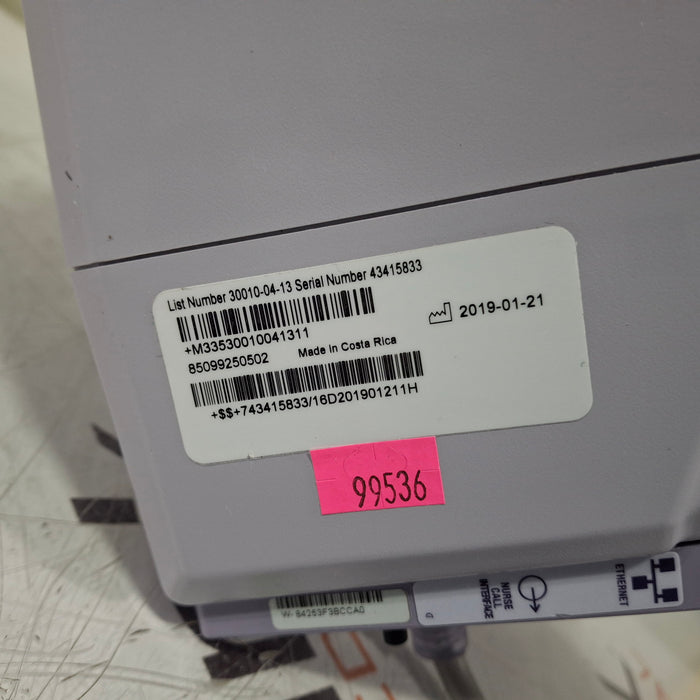 List Number 30010-04-13 Serial Number 43415833
+M33530010041311
85099250502 Made in Costa Rica
2019-01-21
+$$+743415833/16D201901211H
99536
W- 84253F3BCCA0
NURSE
CALL
INTERFACE
ETHERNET